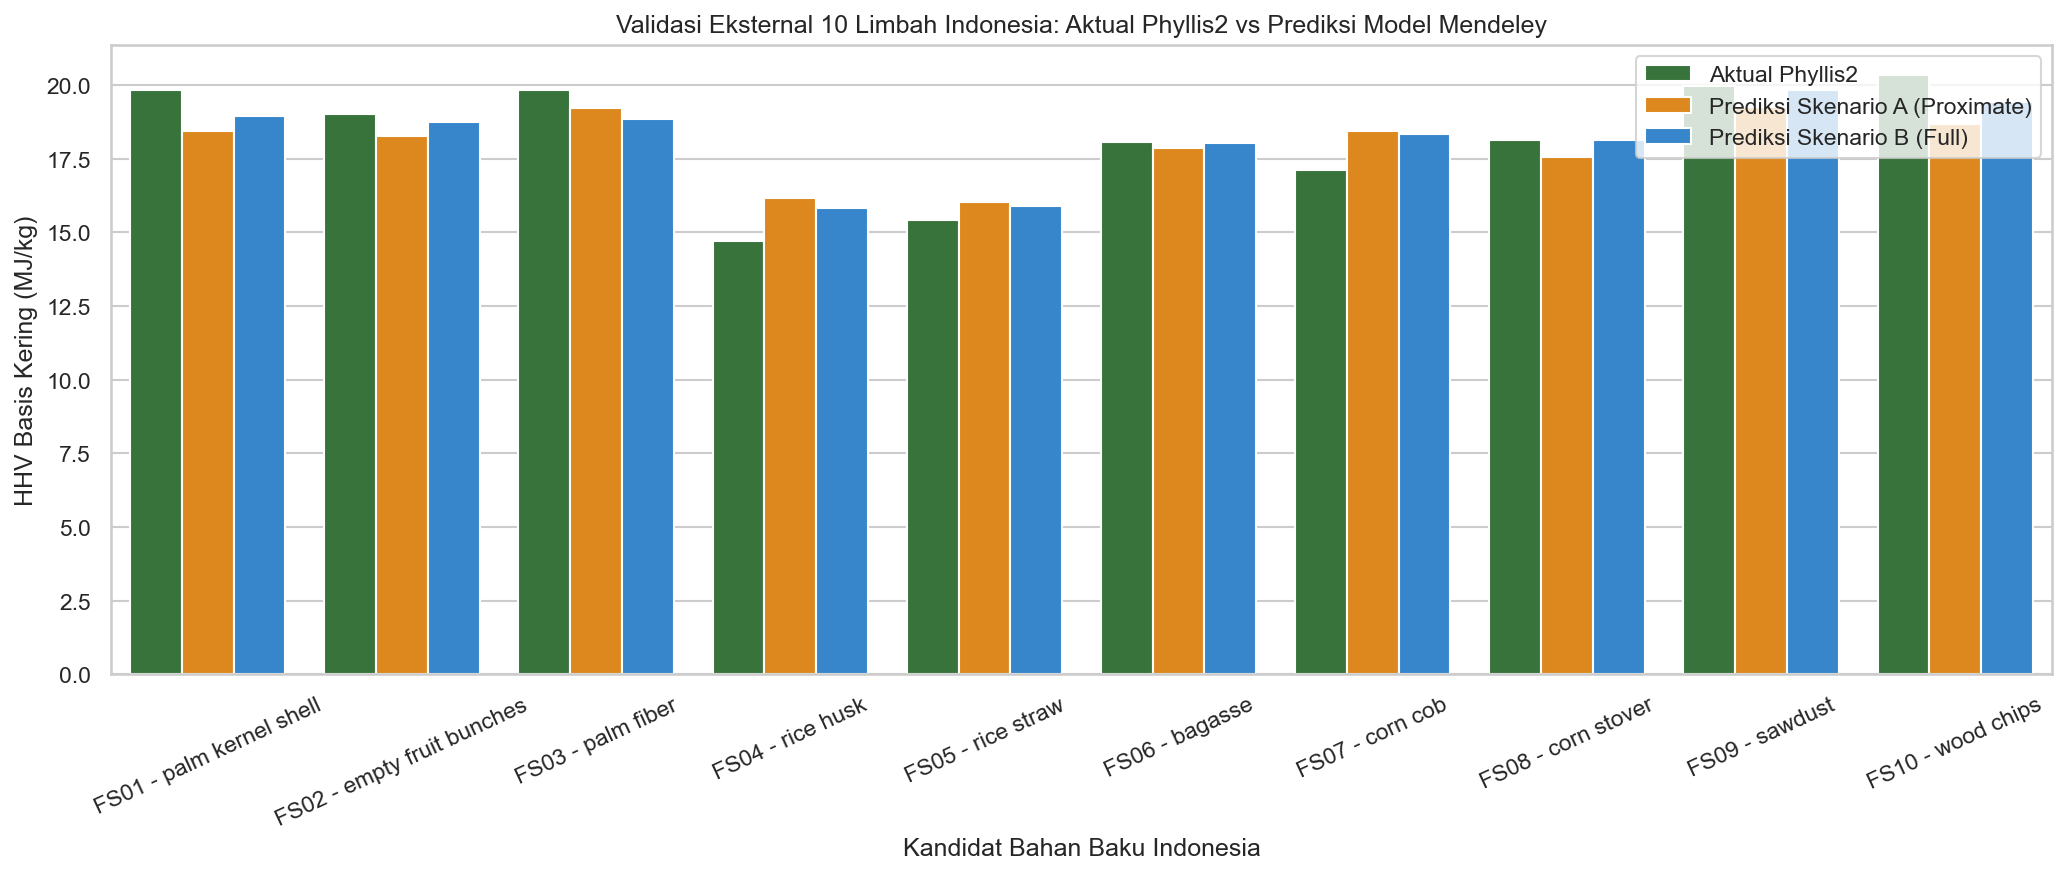 Validasi Eksternal 10 Limbah Indonesia: Aktual Phyllis2 vs Prediksi Model Mendeley
Aktual Phyllis2
Prediksi Skenario A (Proximate)
Prediksi Skenario B (Full)
HHV Basis Kering (MJ/kg)
20.0
17.5
15.0
12.5
10.0
7.5
5.0
2.5
0.0
FS01 - palm kernel shell
FS02 - empty fruit bunches
FS03 - palm fiber
FS04 - rice husk
FS05 - rice straw
FS06 - bagasse
FS07 - corn cob
FS08 - corn stover
FS09 - sawdust
FS10 - wood chips
Kandidat Bahan Baku Indonesia